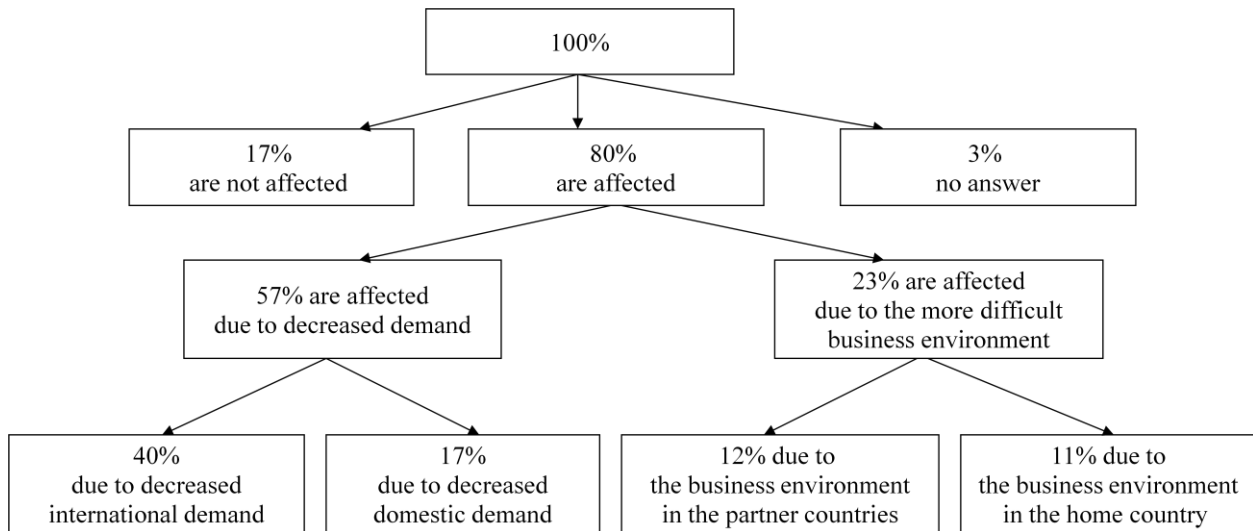 100%
17%
are not affected
80%
are affected
3%
no answer
57% are affected
due to decreased demand
23% are affected
due to the more difficult
business environment
40%
due to decreased
international demand
17%
due to decreased
domestic demand
12% due to
the business environment
in the partner countries
11% due to
the business environment
in the home country